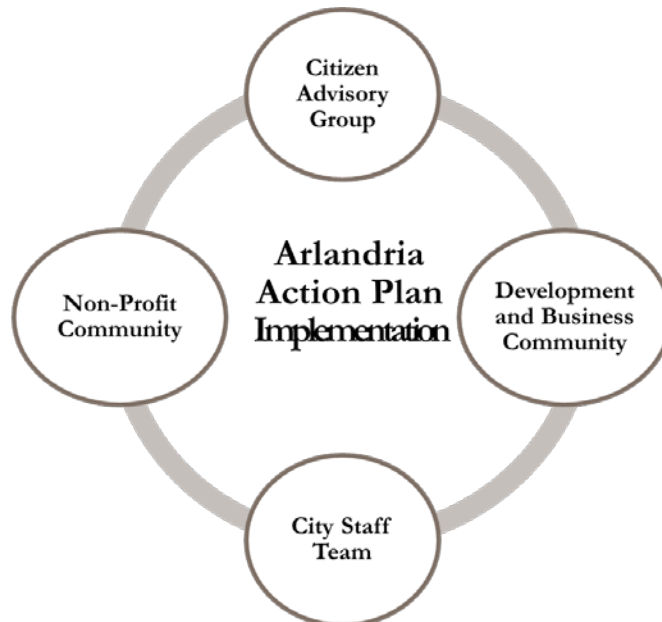 Citizen
Advisory
Group
Arlandria
Action Plan
Implementation
Non-Profit
Community
Development
and Business
Community
City Staff
Team